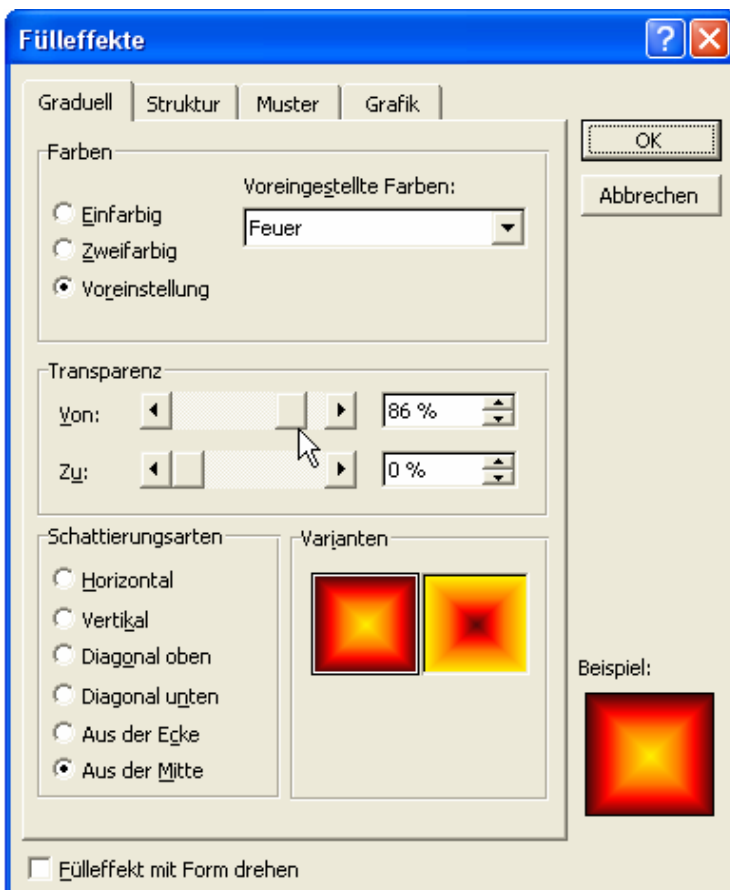 Fülleffekte
Graduell Struktur Muster Grafik
OK
Abbrechen
Farben
Voreingestellte Farben:
Einfarbig
Feuer
Zweifarbig
Voreinstellung
Transparenz
Von: 86 %
Zu: 0 %
Schattierungsarten
Horizontal
Vertikal
Diagonal oben
Diagonal unten
Aus der Ecke
Aus der Mitte
Varianten
Beispiel:
Fülleffekt mit Form drehen